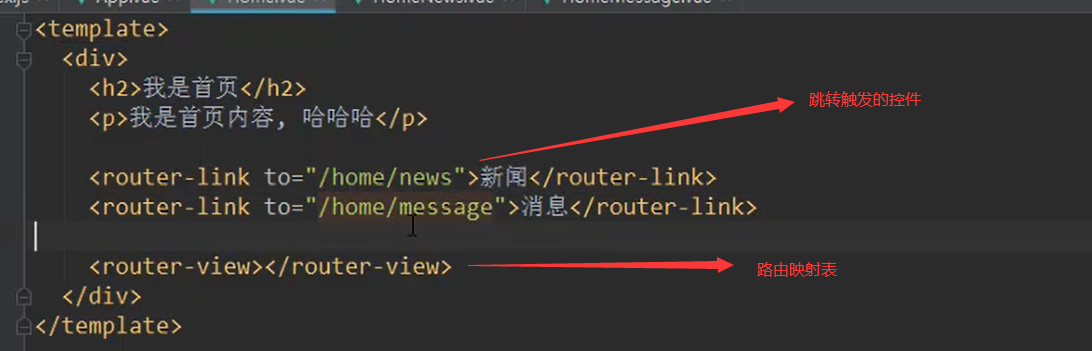 Home.vue
HomeNews.vue
HomeMessage.vue
<template>
<div>
<h2>我是首页</h2>
<p>我是首页内容, 哈哈哈</p>
跳转触发的控件
<router-link to="/home/news">新闻</router-link>
<router-link to="/home/message">消息</router-link>
<router-view></router-view>
路由映射表
</div>
</template>